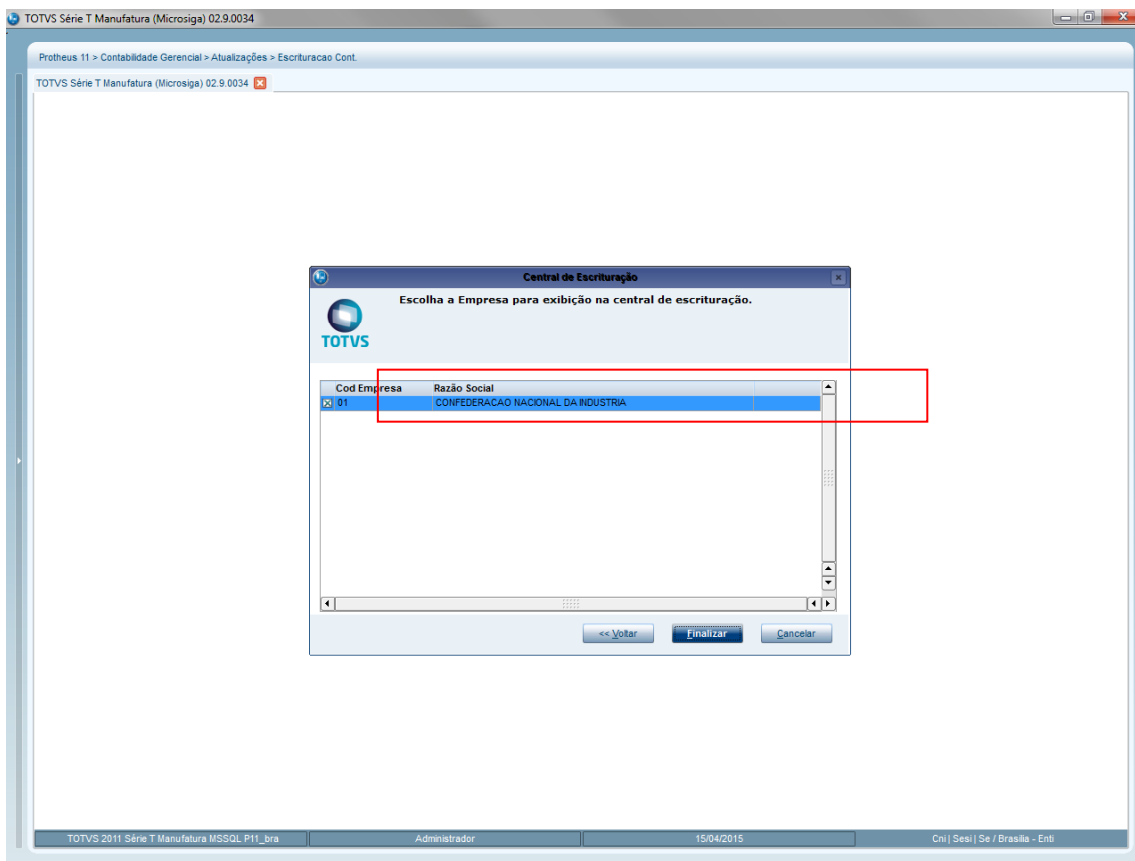 TOTVS Série T Manufatura (Microsiga) 02.9.0034
Protheus 11 > Contabilidade Gerencial > Atualizações > Escrituracao Cont.
TOTVS Série T Manufatura (Microsiga) 02.9.0034
Central de Escrituração
Escolha a Empresa para exibição na central de escrituração.
TOTVS
Cod Empresa Razão Social
01 CONFEDERACAO NACIONAL DA INDUSTRIA
<< Voltar Finalizar Cancelar
TOTVS 2011 Série T Manufatura MSSQL P11_bra Administrador 15/04/2015 Cni | Sesi | Se / Brasilia - Enti